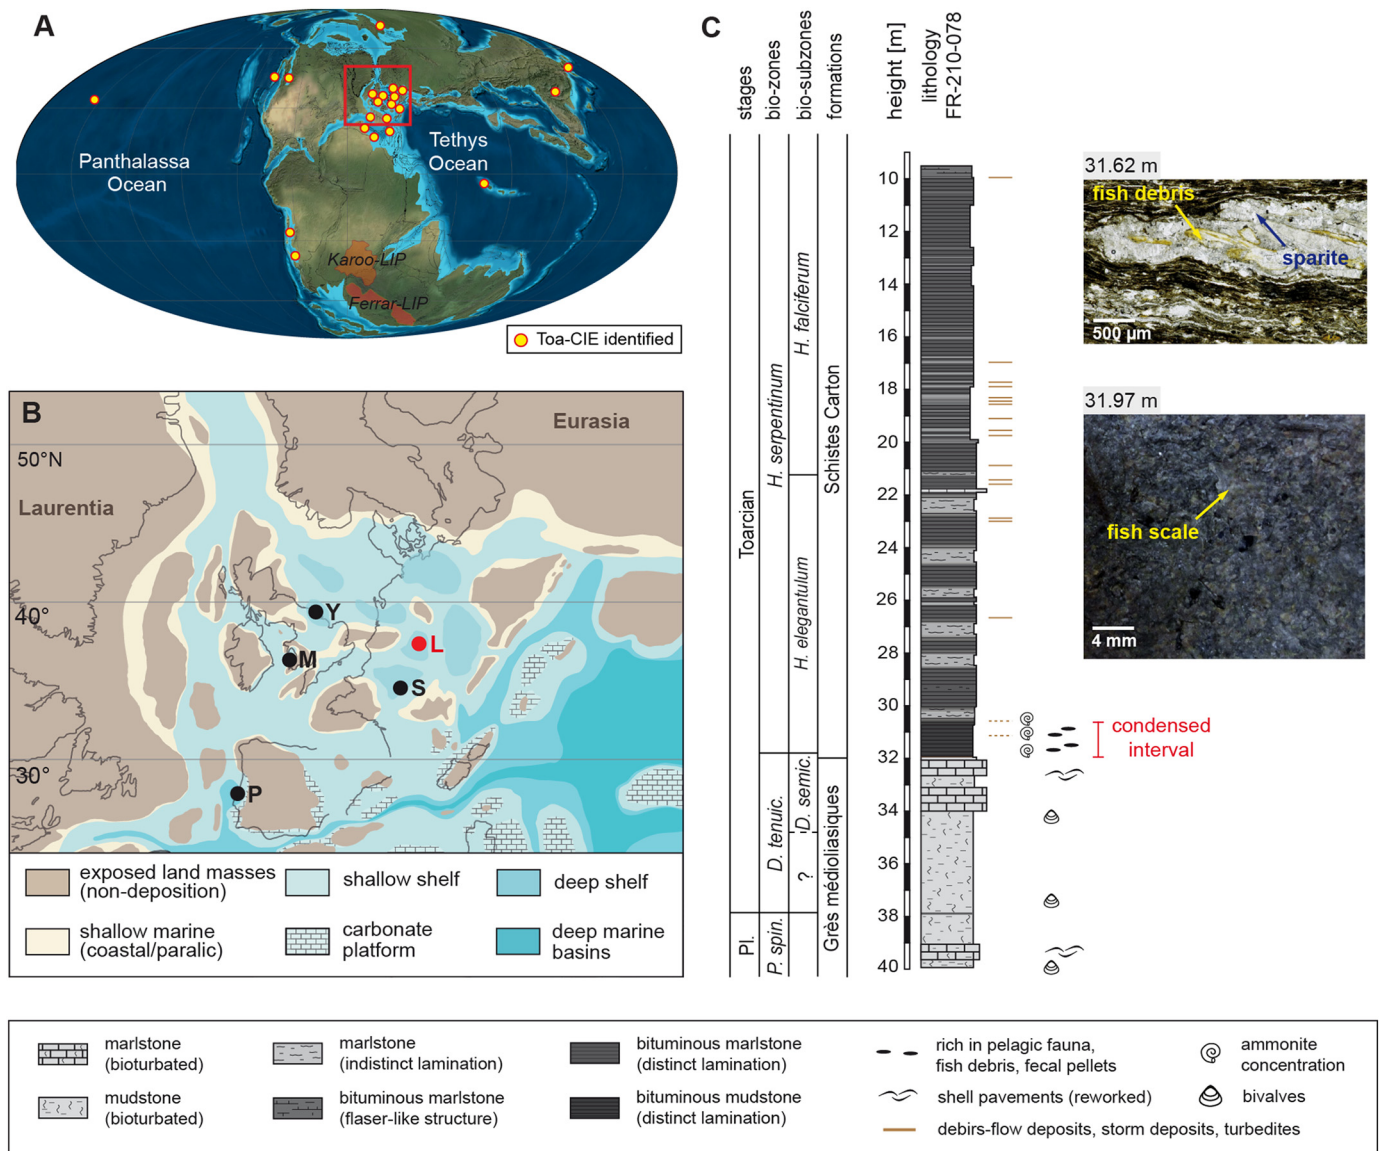 A
Panthalassa
Ocean
Tethys
Ocean
Karoo-LIP
Ferrar-LIP
Toa-CIE identified
B
Eurasia
50°N
Laurentia
40°
Y
L
M
S
30°
P
exposed land masses
(non-deposition)
shallow shelf
deep shelf
shallow marine
(coastal/paralic)
carbonate
platform
deep marine
basins
C
stages
bio-zones
bio-subzones
formations
height [m]
lithology
FR-210-078
Toarcian
Pl.
H. serpentinum
D. tenuic.
P. spin.
H. falciferum
H. elegantulum
D. semic.
?
Schistes Carton
Grès médioliasiques
10
12
14
16
18
20
22
24
26
28
30
32
34
36
38
40
condensed
interval
31.62 m
fish debris
sparite
500 µm
31.97 m
fish scale
4 mm
marlstone
(bioturbated)
marlstone
(indistinct lamination)
bituminous marlstone
(distinct lamination)
rich in pelagic fauna,
fish debris, fecal pellets
ammonite
concentration
mudstone
(bioturbated)
bituminous marlstone
(flaser-like structure)
bituminous mudstone
(distinct lamination)
shell pavements (reworked)
bivalves
debirs-flow deposits, storm deposits, turbedites